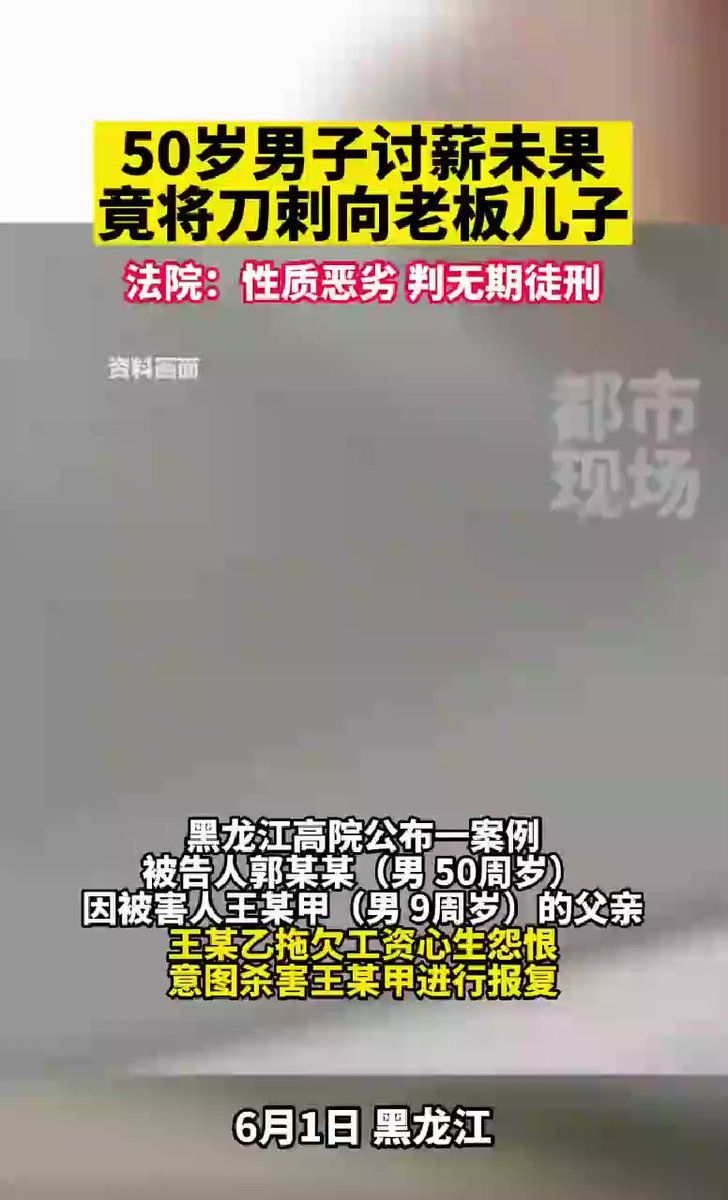 50岁男子讨薪未果
竟将刀刺向老板儿子
法院：性质恶劣 判无期徒刑
资料画面
都市
现场
黑龙江高院公布一案例
被告人郭某某（男 50周岁）
因被害人王某甲（男 9周岁）的父亲
王某乙拖欠工资心生怨恨
意图杀害王某甲进行报复
6月1日 黑龙江